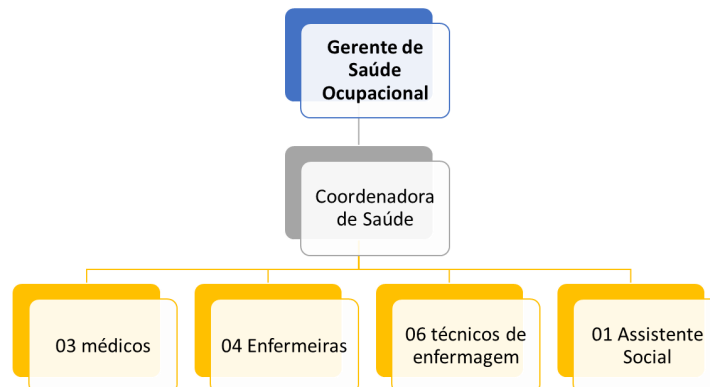 Gerente de
Saúde
Ocupacional
Coordenadora
de Saúde
03 médicos
04 Enfermeiras
06 técnicos de
enfermagem
01 Assistente
Social